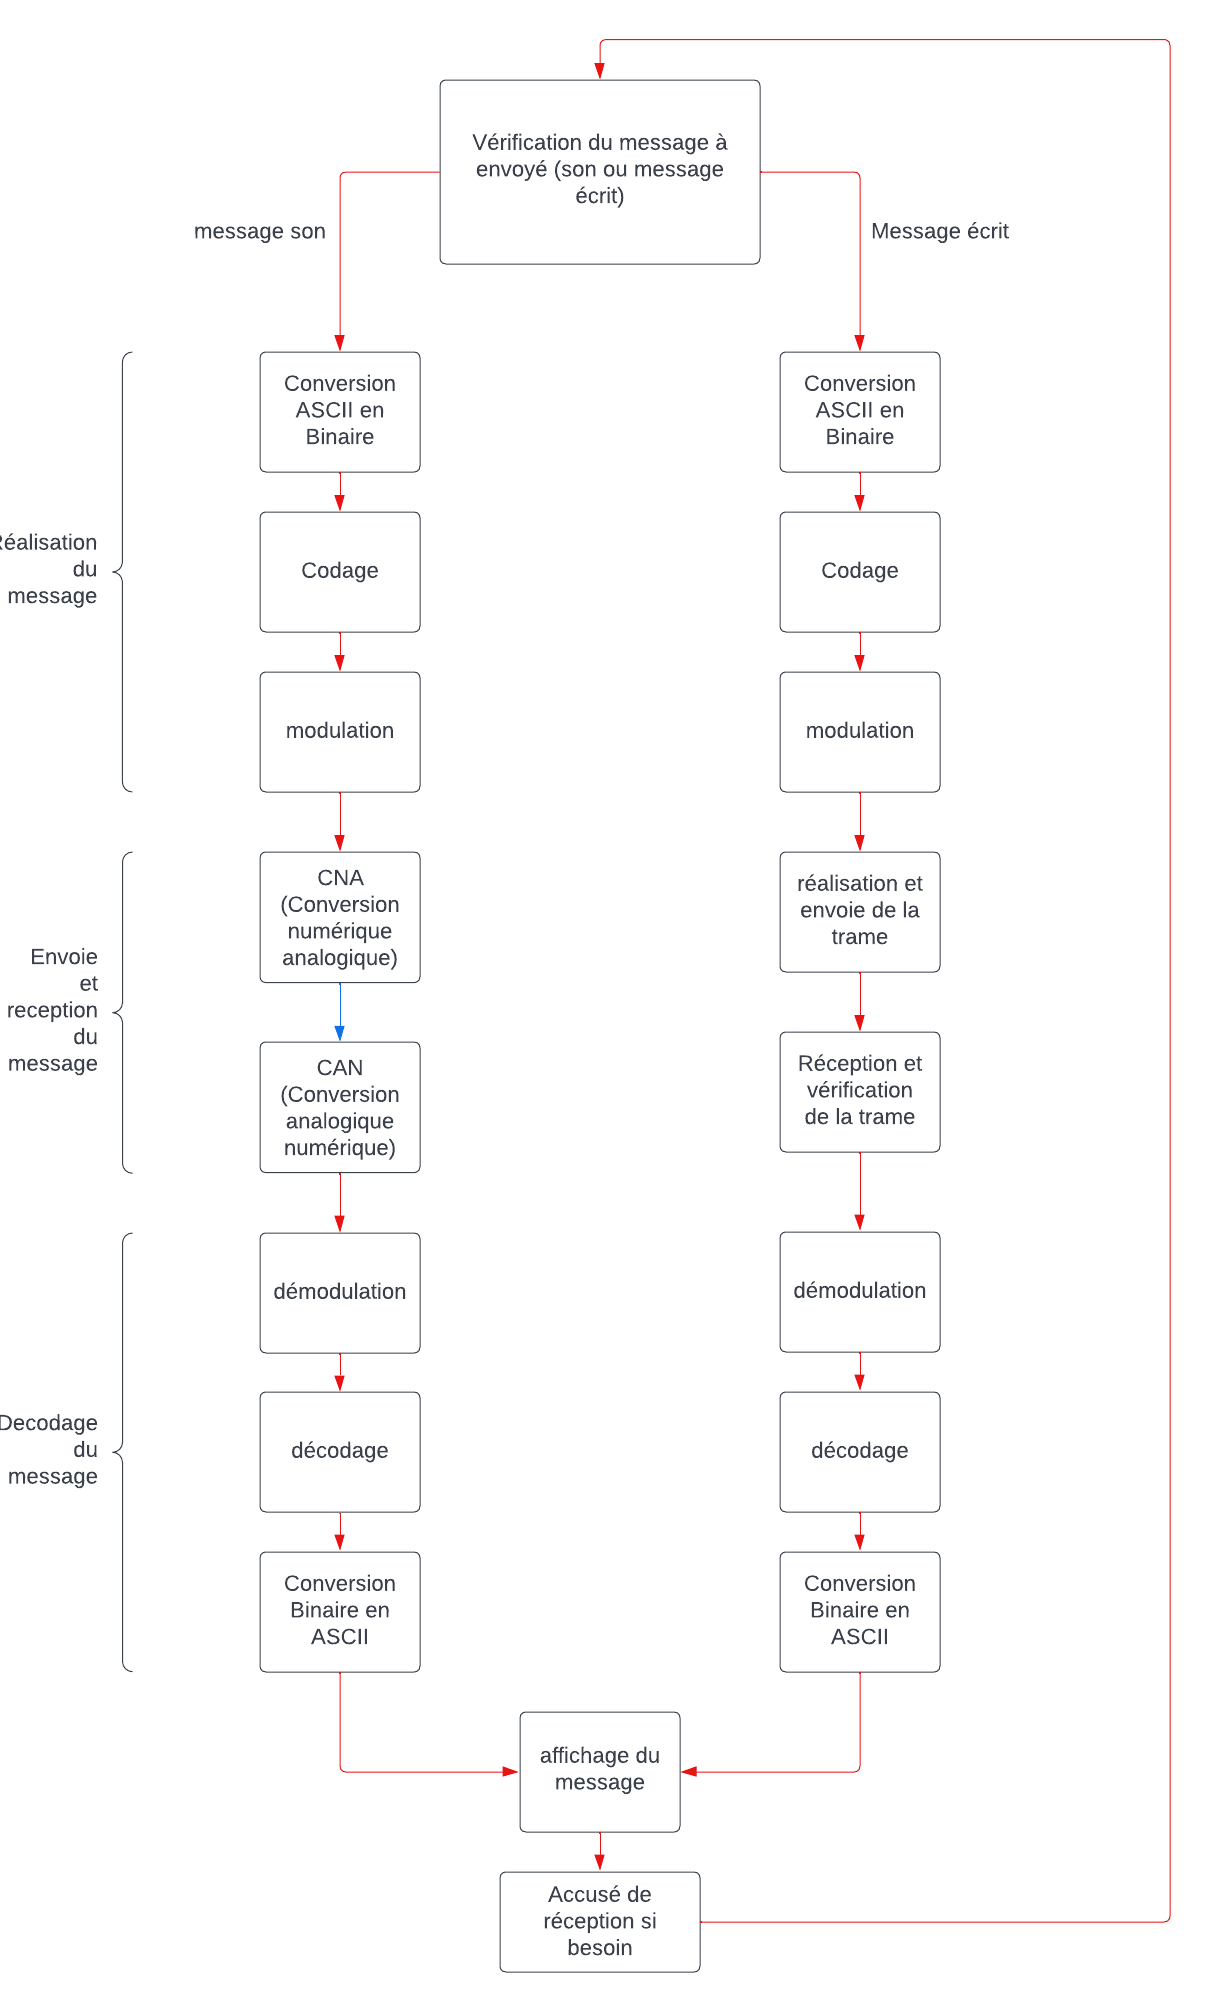 Vérification du message à
envoyé (son ou message
écrit)
message son
Message écrit
Réalisation
du
message
Conversion
ASCII en
Binaire
Codage
modulation
Conversion
ASCII en
Binaire
Codage
modulation
Envoie
et
reception
du
message
CNA
(Conversion
numérique
analogique)
CAN
(Conversion
analogique
numérique)
réalisation et
envoie de la
trame
Réception et
vérification
de la trame
Decodage
du
message
démodulation
décodage
Conversion
Binaire en
ASCII
démodulation
décodage
Conversion
Binaire en
ASCII
affichage du
message
Accusé de
réception si
besoin